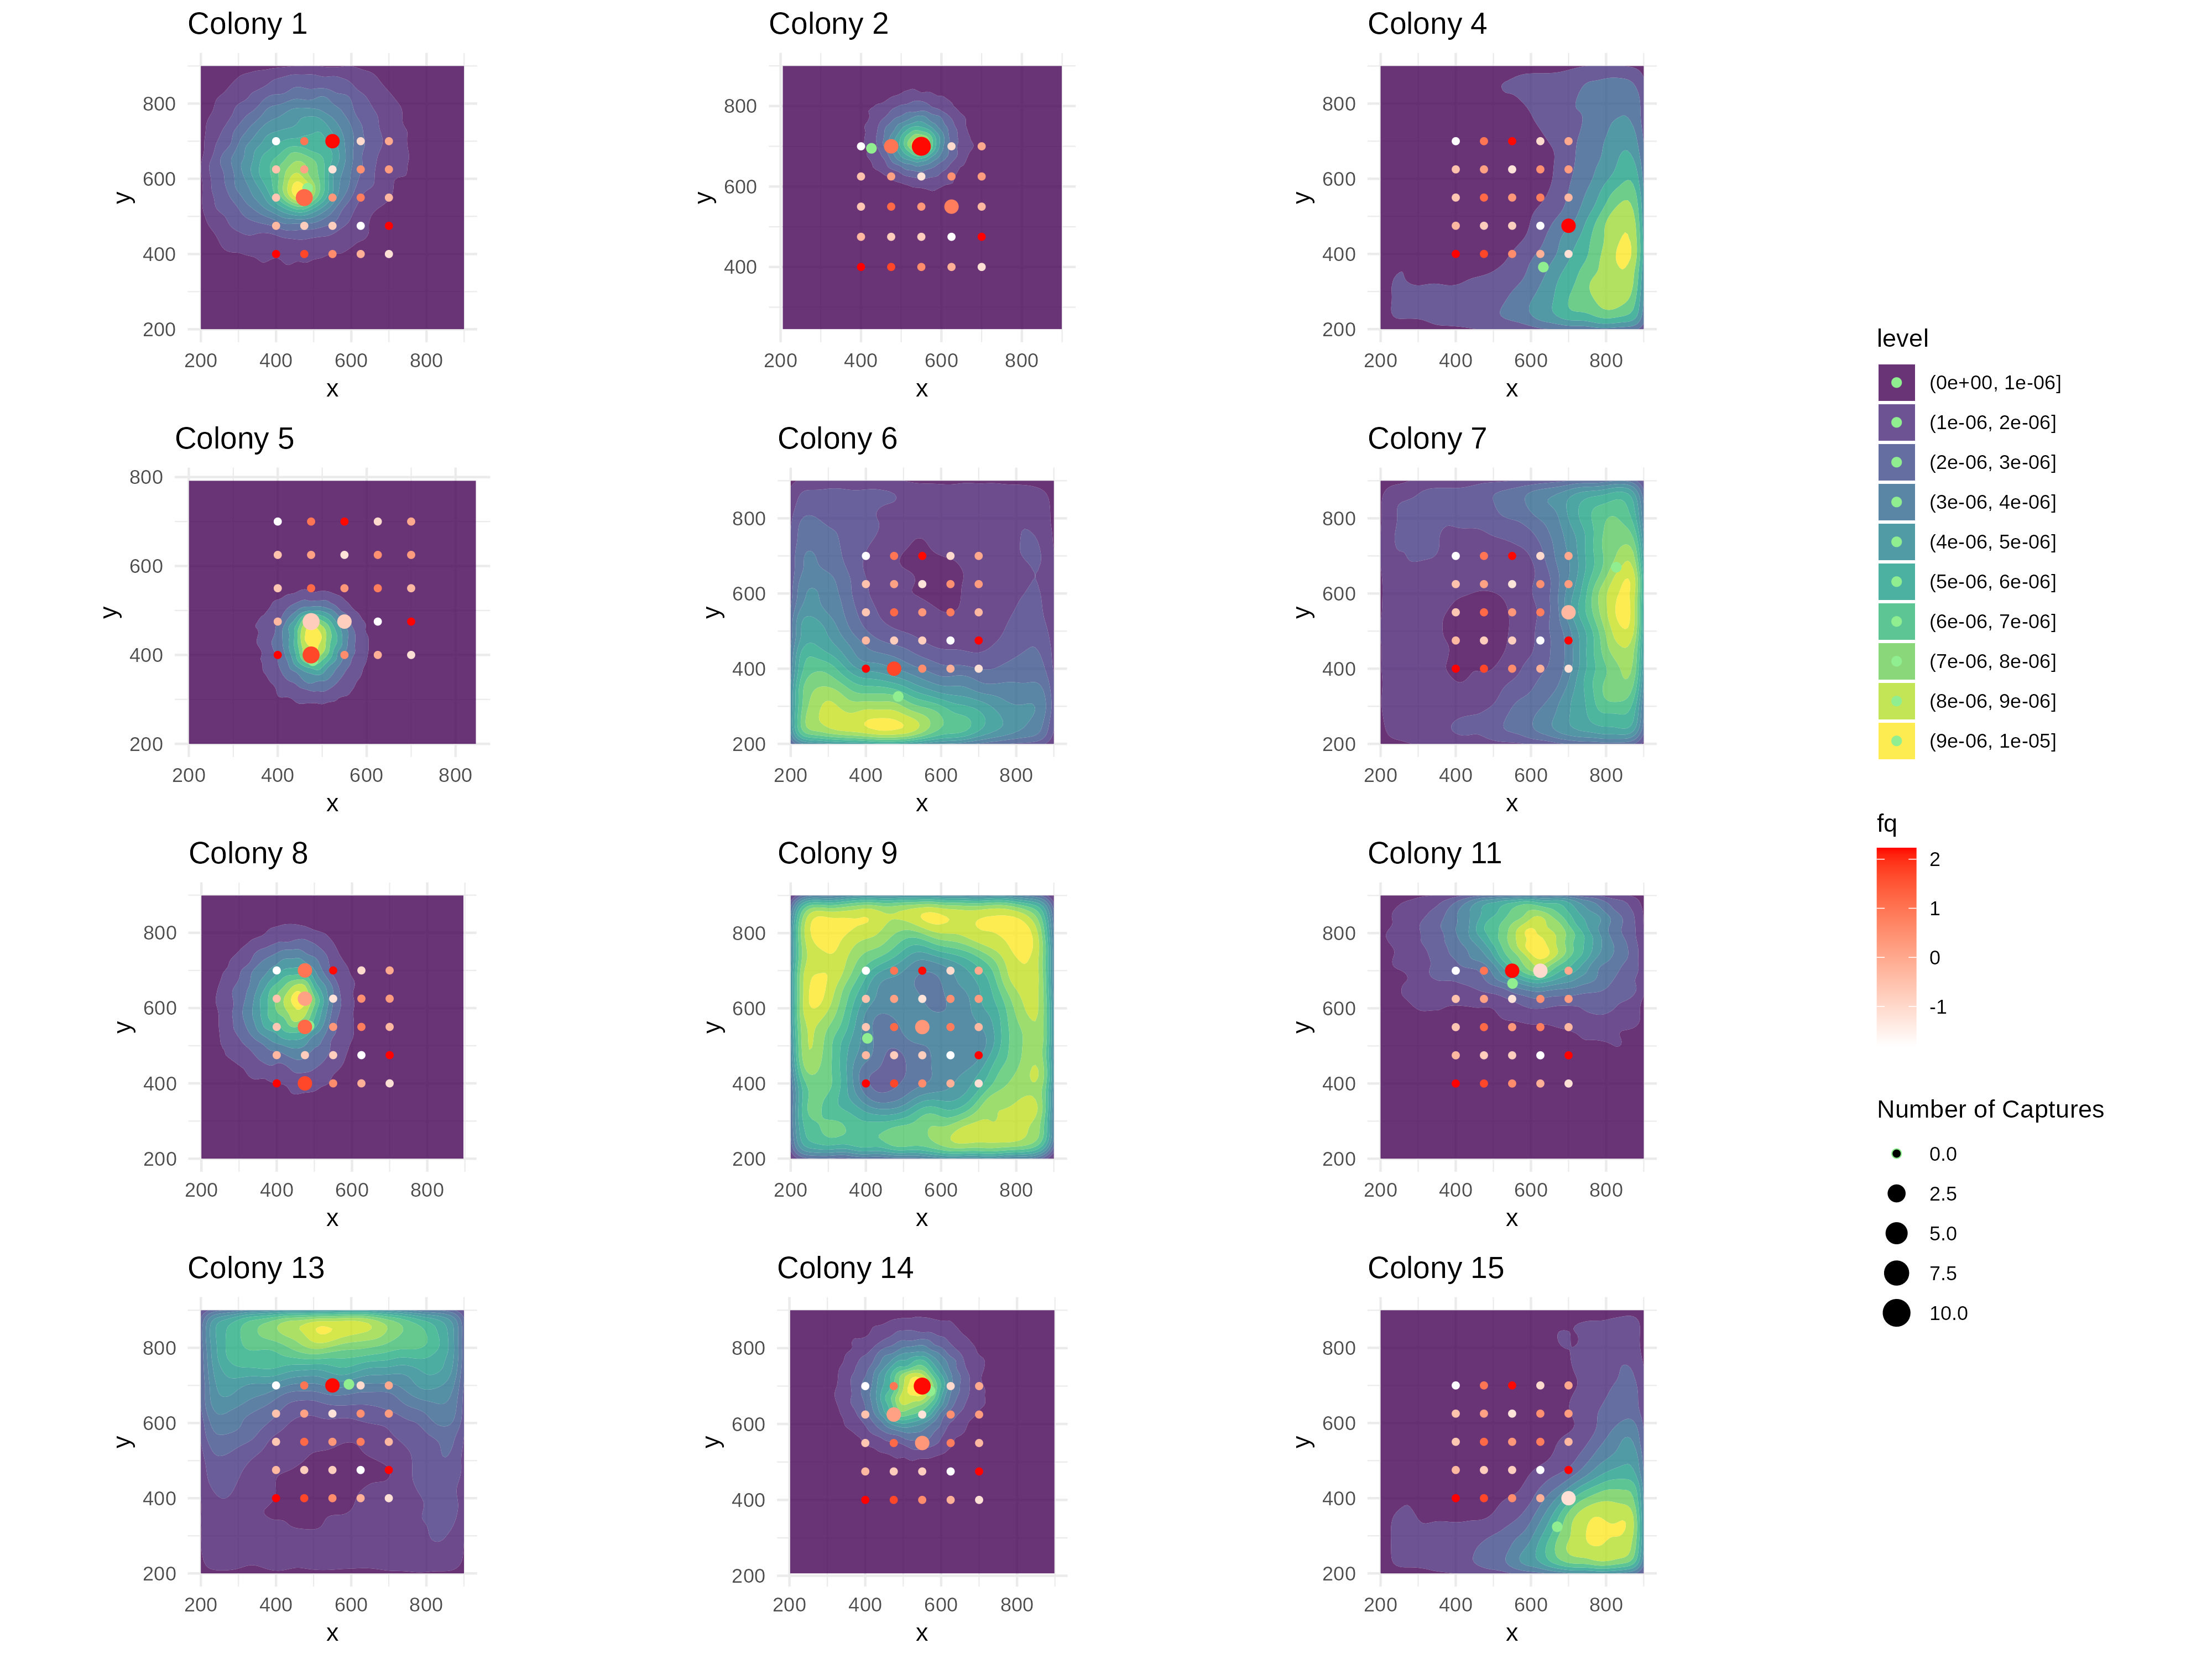 Colony 1
y
800
600
400
200
200 400 600 800
x
Colony 2
y
800
600
400
200 400 600 800
x
Colony 4
y
800
600
400
200
200 400 600 800
x
Colony 5
y
800
600
400
200
200 400 600 800
x
Colony 6
y
800
600
400
200
200 400 600 800
x
Colony 7
y
800
600
400
200
200 400 600 800
x
Colony 8
y
800
600
400
200
200 400 600 800
x
Colony 9
y
800
600
400
200
200 400 600 800
x
Colony 11
y
800
600
400
200
200 400 600 800
x
Colony 13
y
800
600
400
200
200 400 600 800
x
Colony 14
y
800
600
400
200
200 400 600 800
x
Colony 15
y
800
600
400
200
200 400 600 800
x
level
(0e+00, 1e-06]
(1e-06, 2e-06]
(2e-06, 3e-06]
(3e-06, 4e-06]
(4e-06, 5e-06]
(5e-06, 6e-06]
(6e-06, 7e-06]
(7e-06, 8e-06]
(8e-06, 9e-06]
(9e-06, 1e-05]
fq
2
1
0
-1
Number of Captures
0.0
2.5
5.0
7.5
10.0